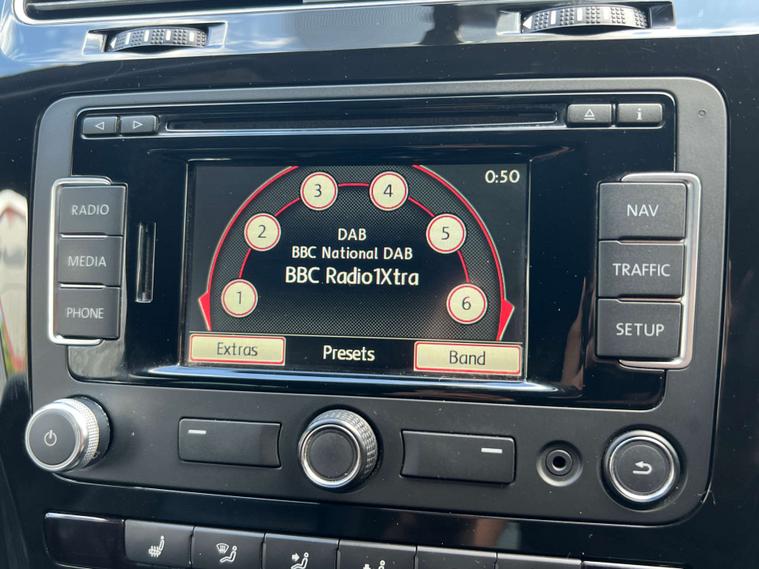 RADIO
MEDIA
PHONE
0:50
1
2
3
4
5
6
DAB
BBC National DAB
BBC Radio1Xtra
Extras
Presets
Band
i
NAV
TRAFFIC
SETUP